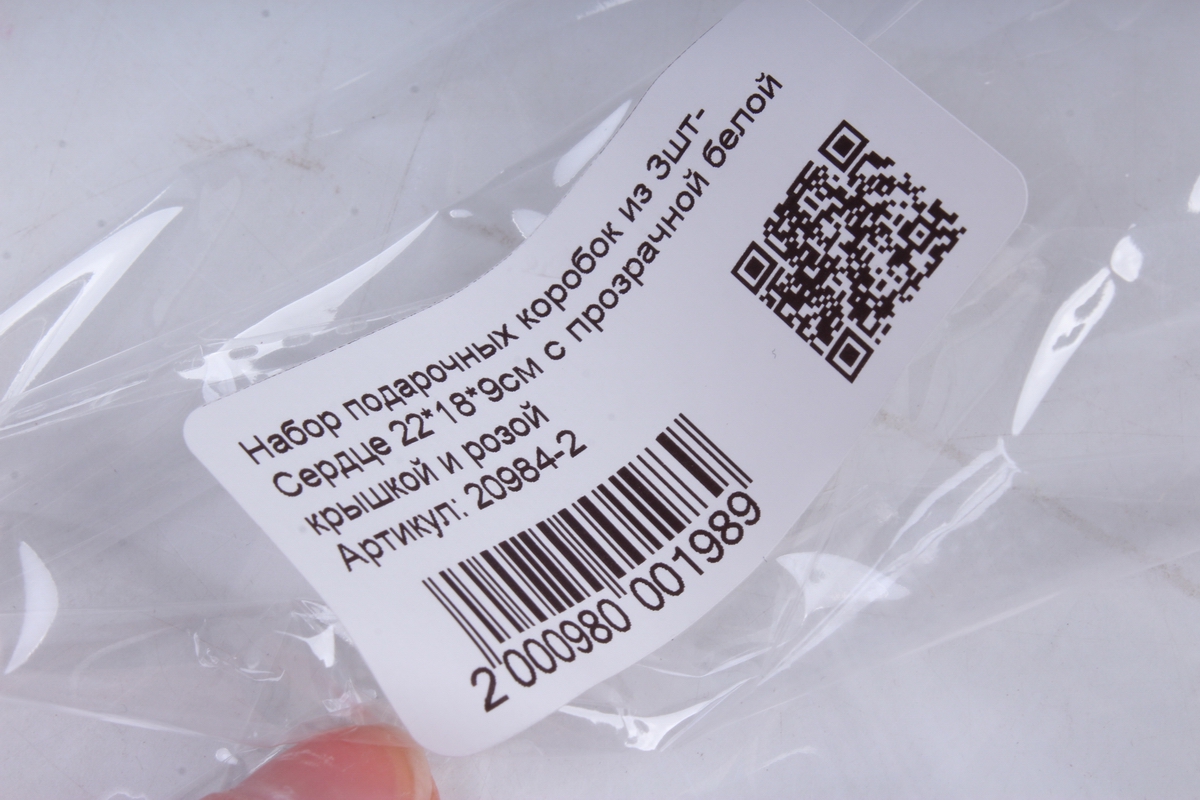 Набор подарочных коробок из 3шт-
Сердце 22*18*9см с прозрачной белой
крышкой и розой
Артикул: 20984-2
2 000980 001989